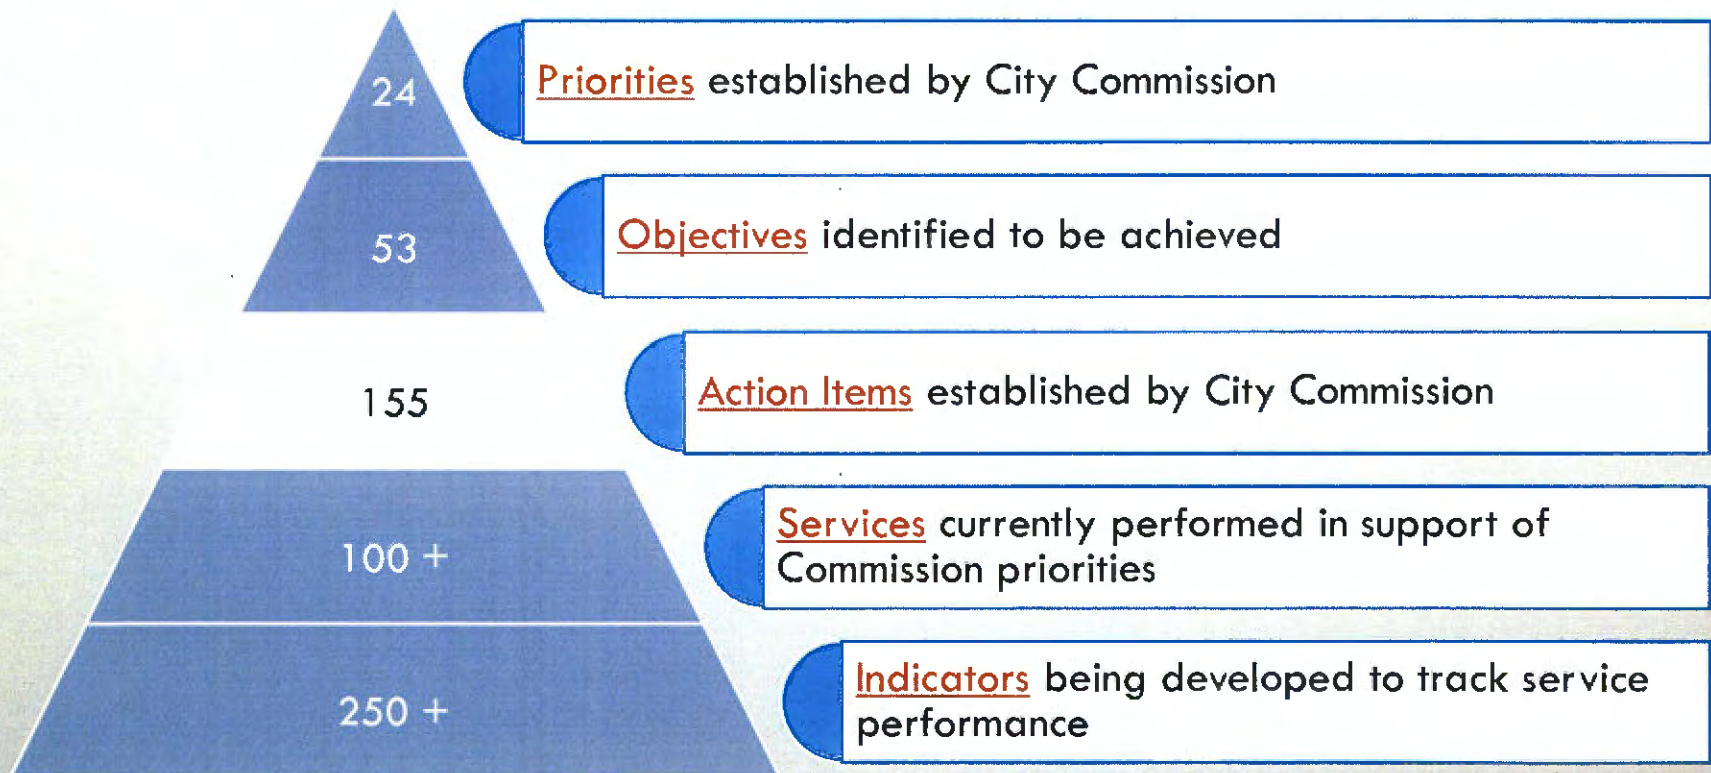 24
Priorities established by City Commission
53
Objectives identified to be achieved
155
Action Items established by City Commission
100 +
Services currently performed in support of
Commission priorities
250 +
Indicators being developed to track service
performance